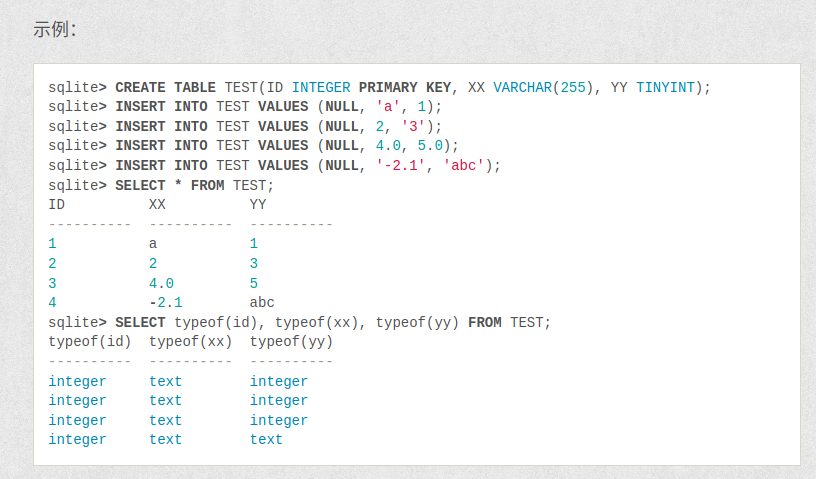 示例:
sqlite> CREATE TABLE TEST(ID INTEGER PRIMARY KEY, XX VARCHAR(255), YY TINYINT);
sqlite> INSERT INTO TEST VALUES (NULL, 'a', 1);
sqlite> INSERT INTO TEST VALUES (NULL, 2, '3');
sqlite> INSERT INTO TEST VALUES (NULL, 4.0, 5.0);
sqlite> INSERT INTO TEST VALUES (NULL, '-2.1', 'abc');
sqlite> SELECT * FROM TEST;
ID          XX          YY
----------  ----------  ----------
1           a           1
2           2           3
3           4.0         5
4           -2.1        abc
sqlite> SELECT typeof(id), typeof(xx), typeof(yy) FROM TEST;
typeof(id)  typeof(xx)  typeof(yy)
----------  ----------  ----------
integer     text        integer
integer     text        integer
integer     text        integer
integer     text        text